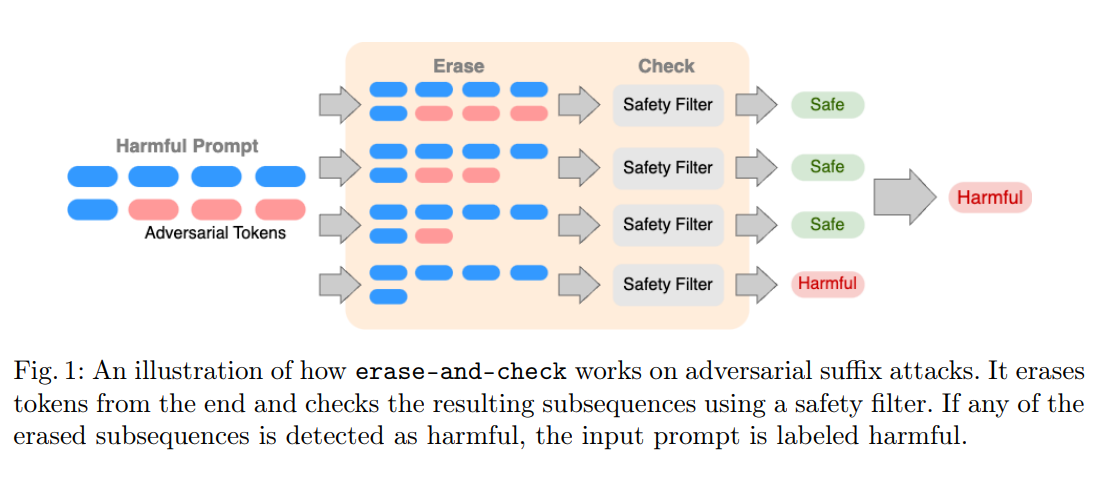 Erase
Check
Safety Filter
Safe
Harmful Prompt
Safety Filter
Safe
Harmful
Adversarial Tokens
Safety Filter
Safe
Safety Filter
Harmful
Fig. 1: An illustration of how erase-and-check works on adversarial suffix attacks. It erases
tokens from the end and checks the resulting subsequences using a safety filter. If any of the
erased subsequences is detected as harmful, the input prompt is labeled harmful.